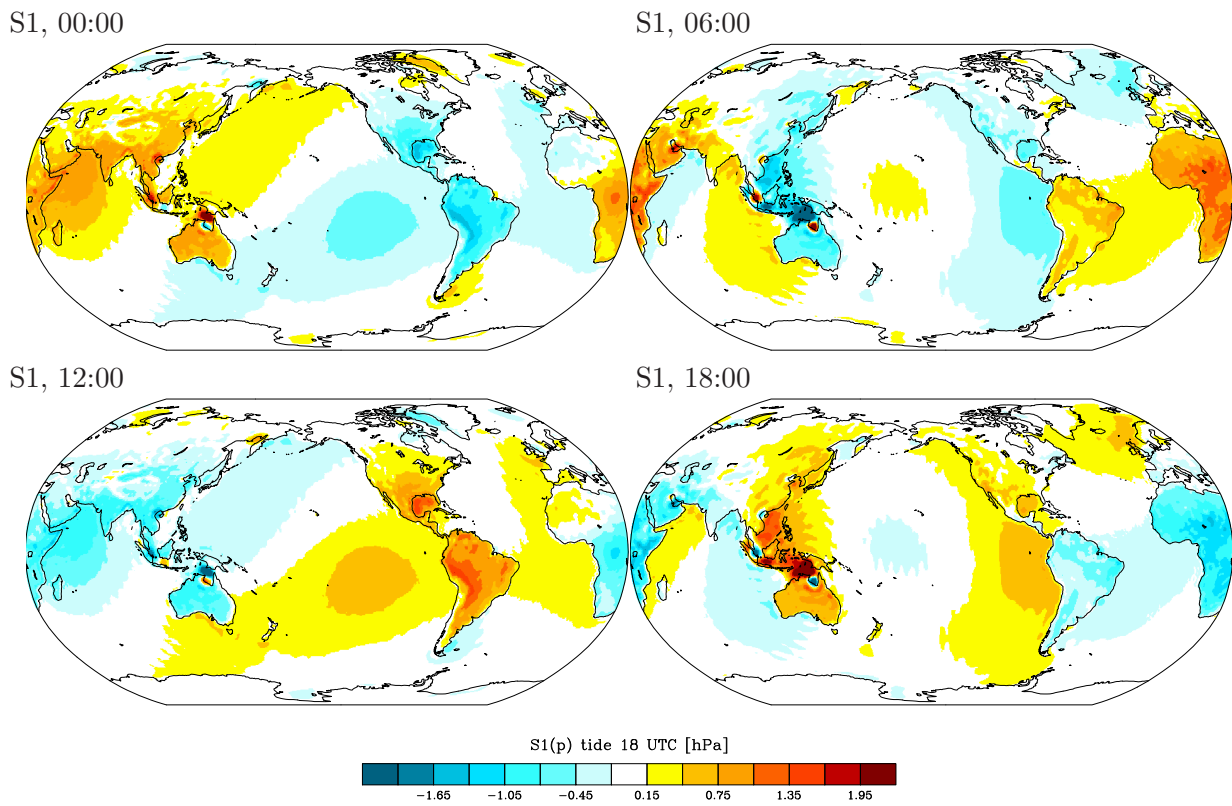 S1, 00:00
S1, 06:00
S1, 12:00
S1, 18:00
S1(p) tide 18 UTC [hPa]
−1.65 −1.05 −0.45 0.15 0.75 1.35 1.95